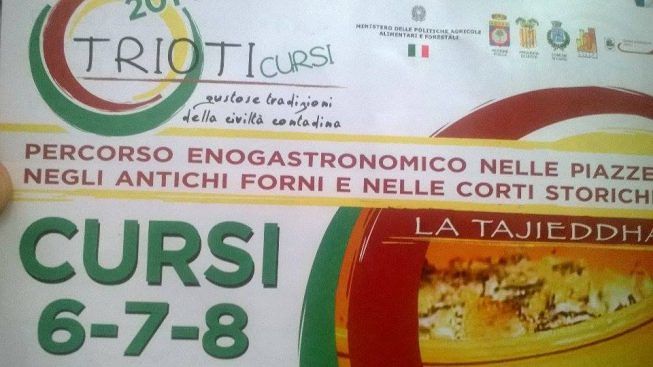 TRIOTI CURSI
gustose tradizioni
della civiltà contadina
MINISTERO DELLE POLITICHE AGRICOLE
ALIMENTARI E FORESTALI
PERCORSO ENOGASTRONOMICO NELLE PIAZZE
NEGLI ANTICHI FORNI E NELLE CORTI STORICHE
CURSI
6-7-8
LA TAJIEDDHA